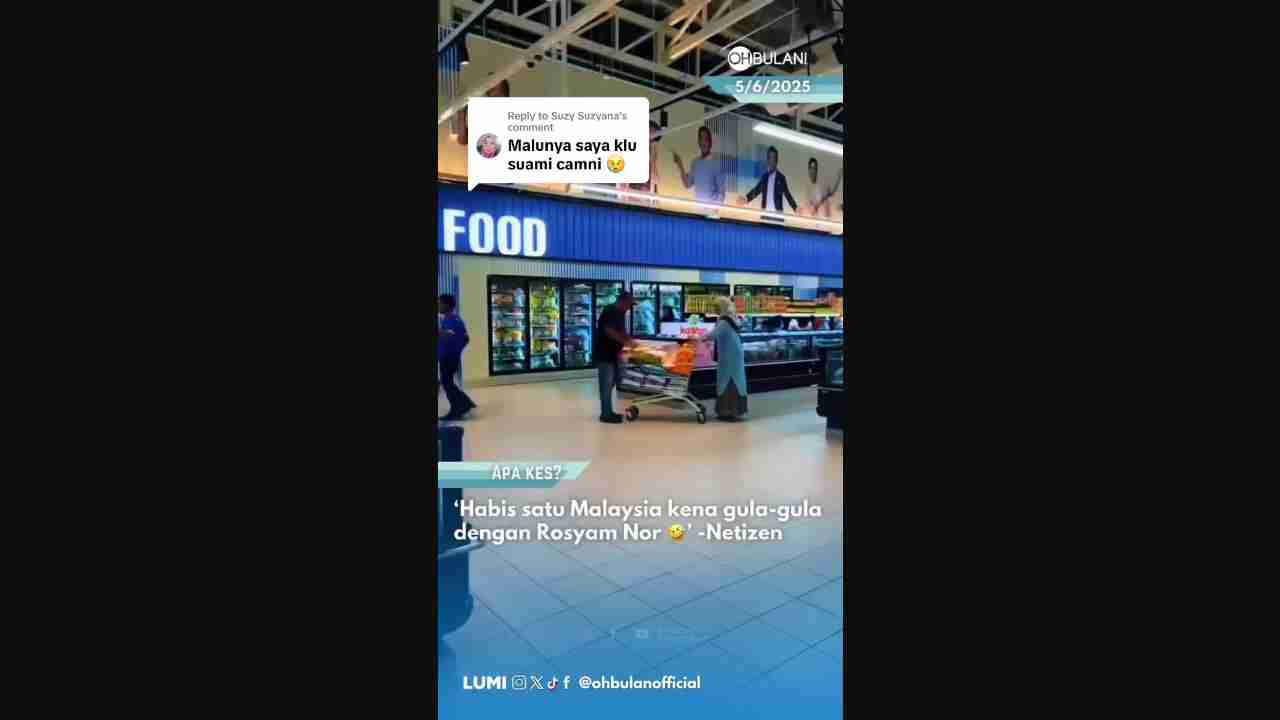 OHBULAN!
5/6/2025
Reply to Suzy Suzyana's
comment
Malunya saya klu
suami camni 😢
FOOD
APA KES?
‘Habis satu Malaysia kena gula-gula
dengan Rosyam Nor 🤣’ -Netizen
LUMI @ohbulanofficial